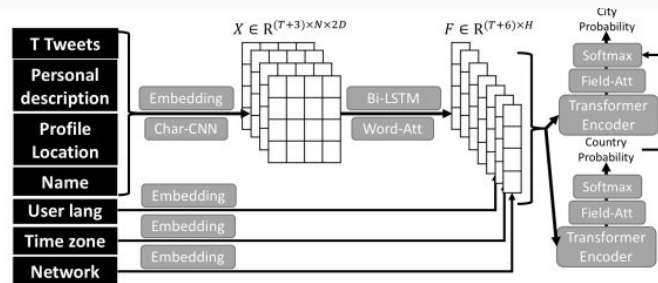 T Tweets
Personal
description
Profile
Location
Name
User lang
Time zone
Network
Embedding
Char-CNN
Embedding
Embedding
Embedding
X ∈ R^(T+3)×N×2D
Bi-LSTM
Word-Att
F ∈ R^(T+6)×H
City
Probability
Softmax
Field-Att
Transformer
Encoder
Country
Probability
Softmax
Field-Att
Transformer
Encoder